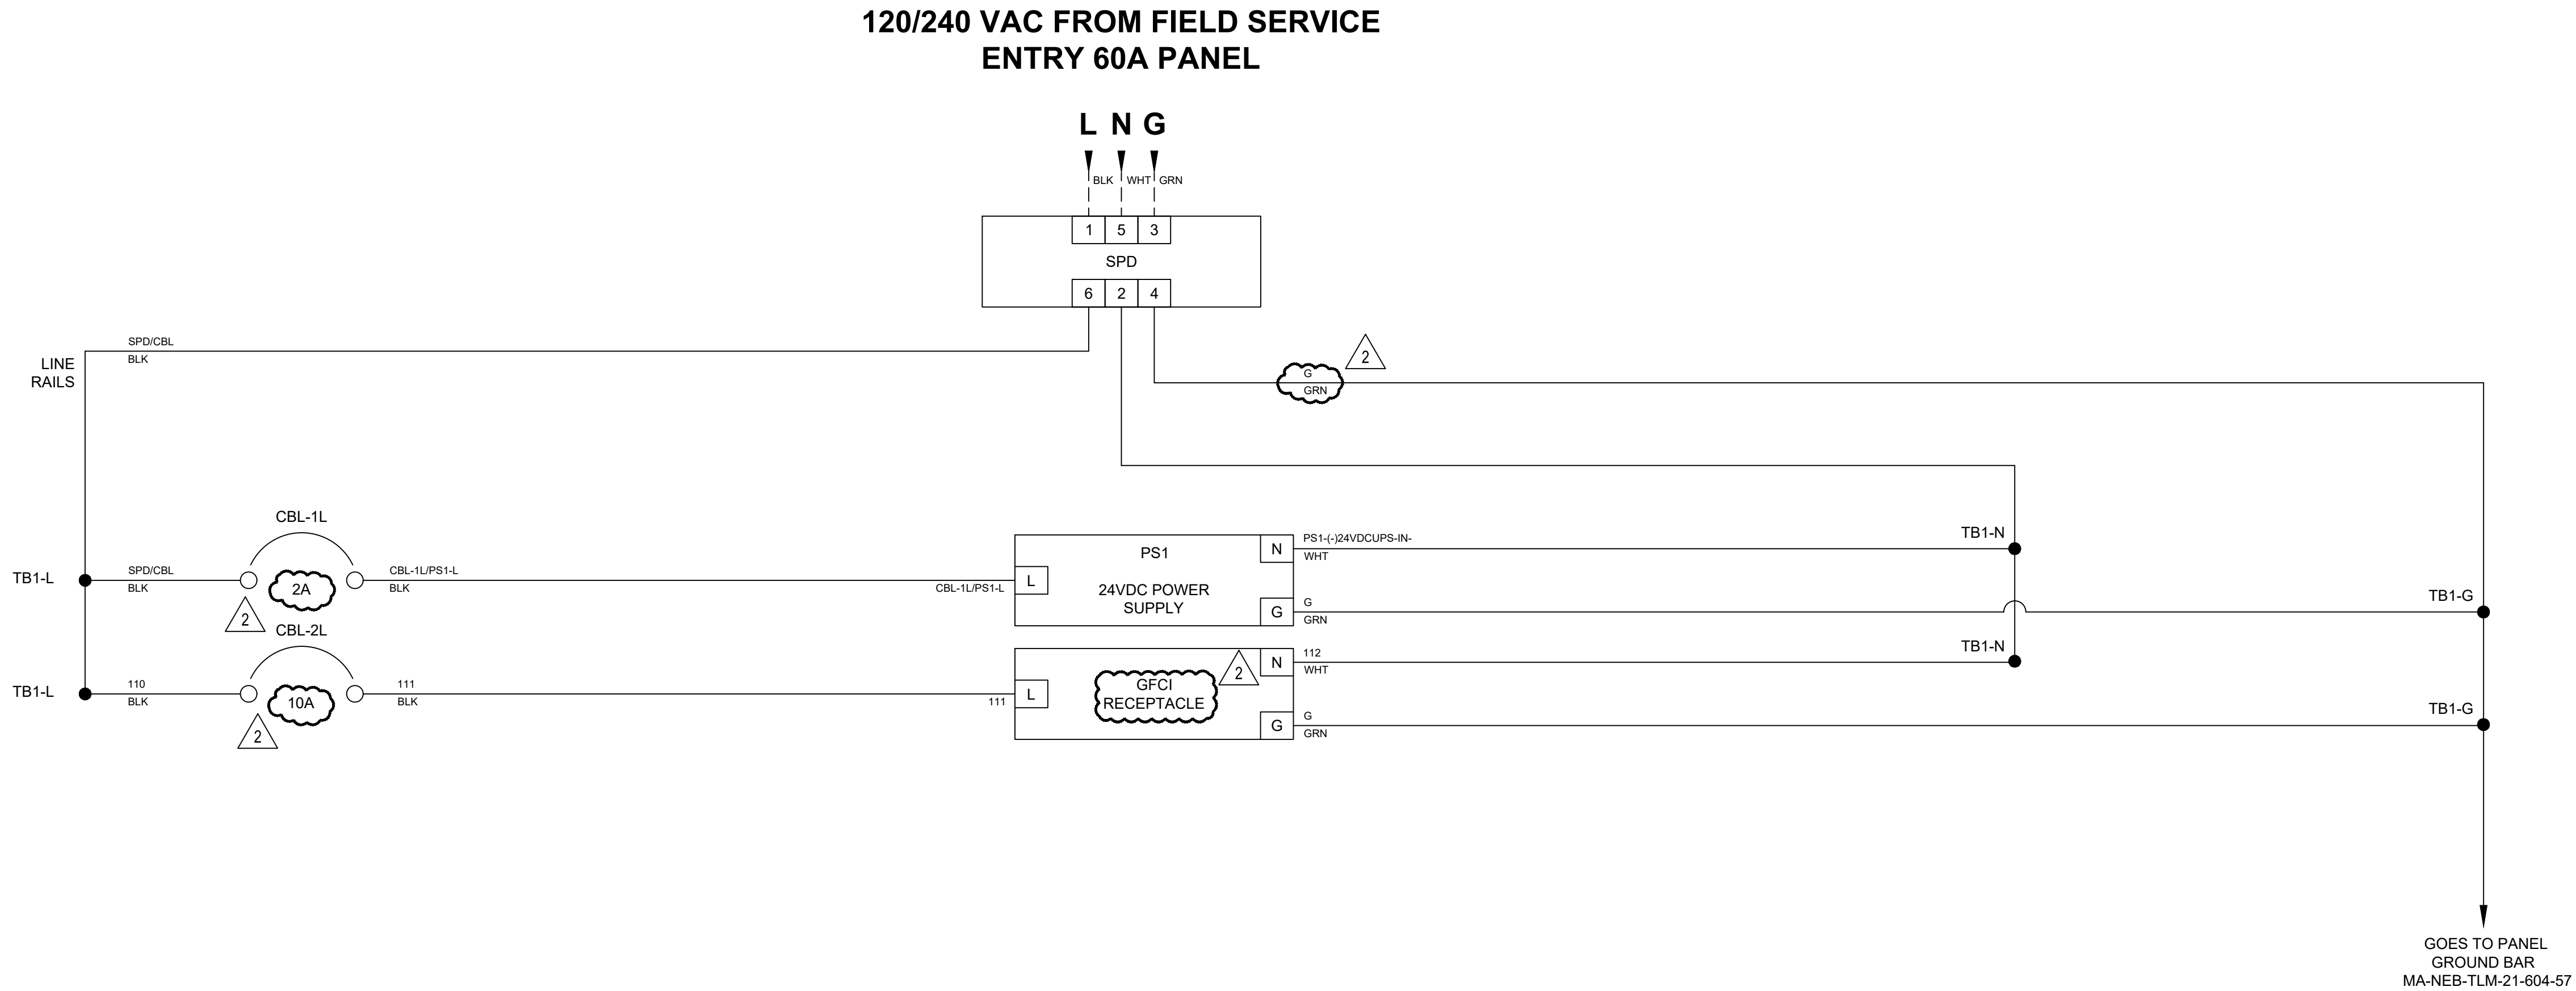 120/240 VAC FROM FIELD SERVICE
ENTRY 60A PANEL
L N G
BLK WHT GRN
1 5 3
SPD
6 2 4
SPD/CBL
BLK
LINE
RAILS
2
G
GRN
CBL-1L
TB1-L
SPD/CBL
BLK
2A
2
CBL-1L/PS1-L
BLK
CBL-1L/PS1-L
L
PS1
24VDC POWER
SUPPLY
N
PS1-(-)24VDCUPS-IN-
WHT
TB1-N
G
G
GRN
TB1-G
CBL-2L
TB1-L
110
BLK
10A
2
111
BLK
111
L
GFCI
RECEPTACLE
2
N
112
WHT
TB1-N
G
G
GRN
TB1-G
GOES TO PANEL
GROUND BAR
MA-NEB-TLM-21-604-57